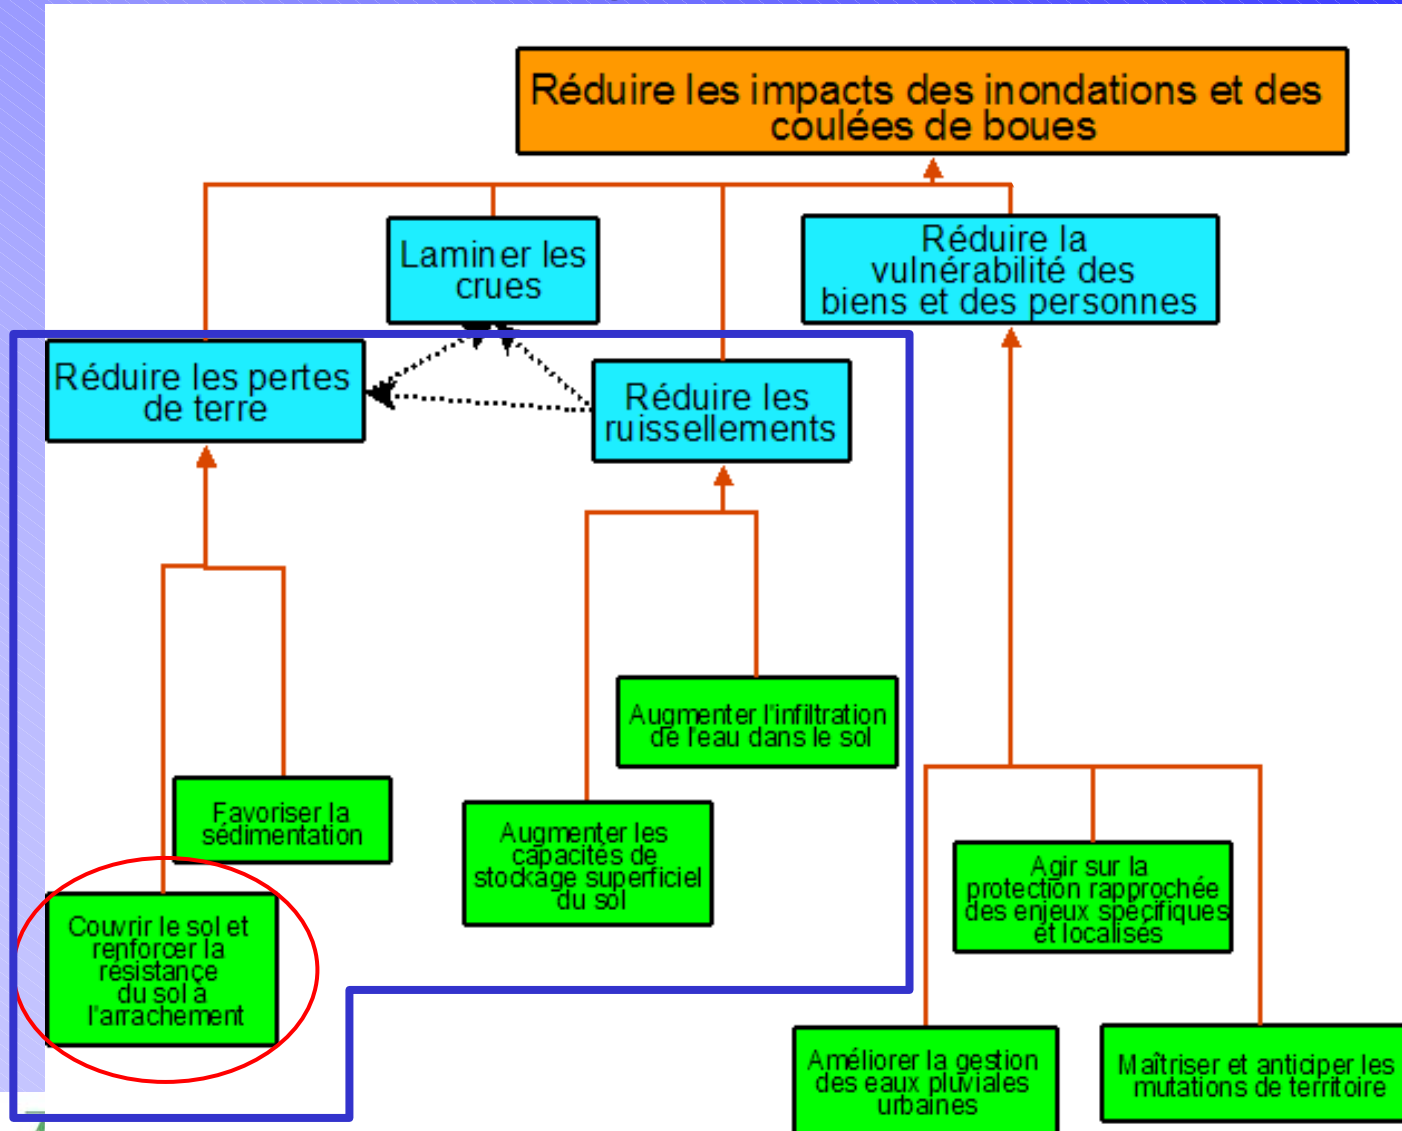 Réduire les impacts des inondations et des
coulées de boues
Laminer les
crues
Réduire la
vulnérabilité des
biens et des personnes
Réduire les pertes
de terre
Réduire les
ruissellements
Augmenter l'infiltration
de l'eau dans le sol
Favoriser la
sédimentation
Augmenter les
capacités de
stockage superficiel
du sol
Agir sur la
protection rapprochée
des enjeux spécifiques
et localisés
Couvrir le sol et
renforcer la
résistance
du sol à
l'arrachement
Améliorer la gestion
des eaux pluviales
urbaines
Maîtriser et anticiper les
mutations de territoire